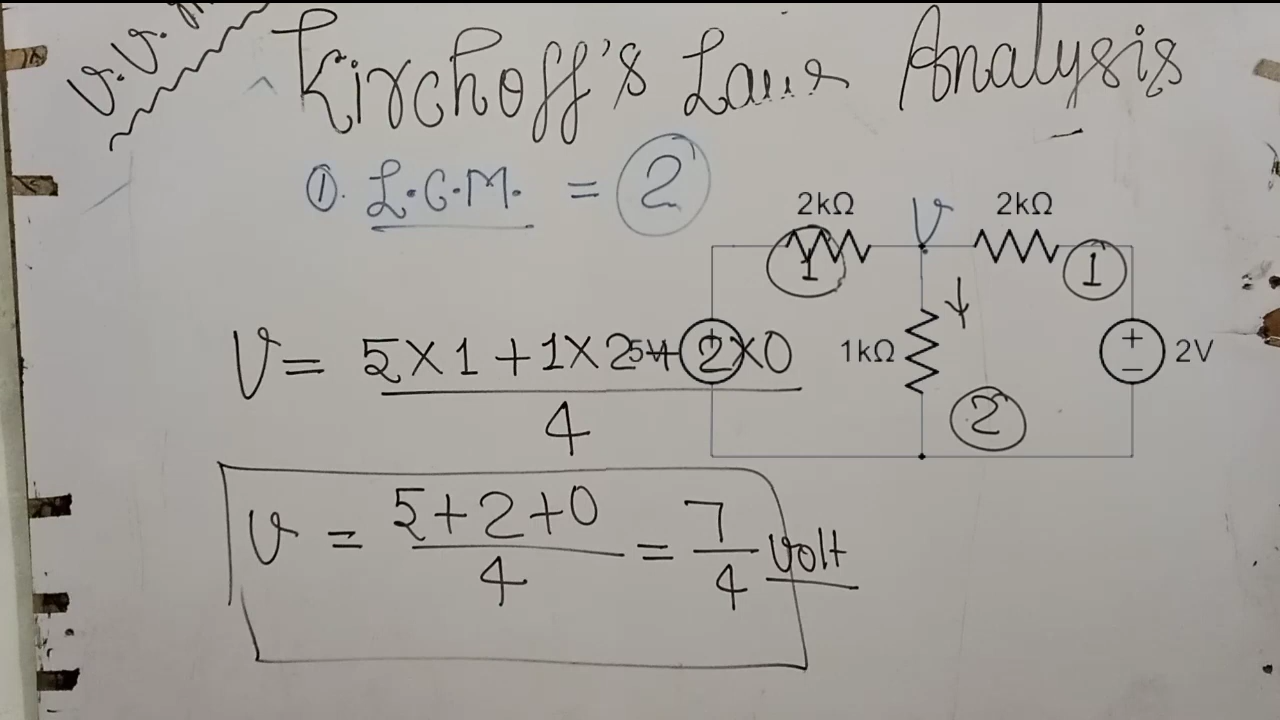 V.V.
Kirchoff's Laws Analysis
①. L.C.M. = ②
2kΩ V 2kΩ
① ①
V = 5×1+1×2+2×0
4
5V
1kΩ
2V
②
V = 5+2+0 = 7 volt
4 4